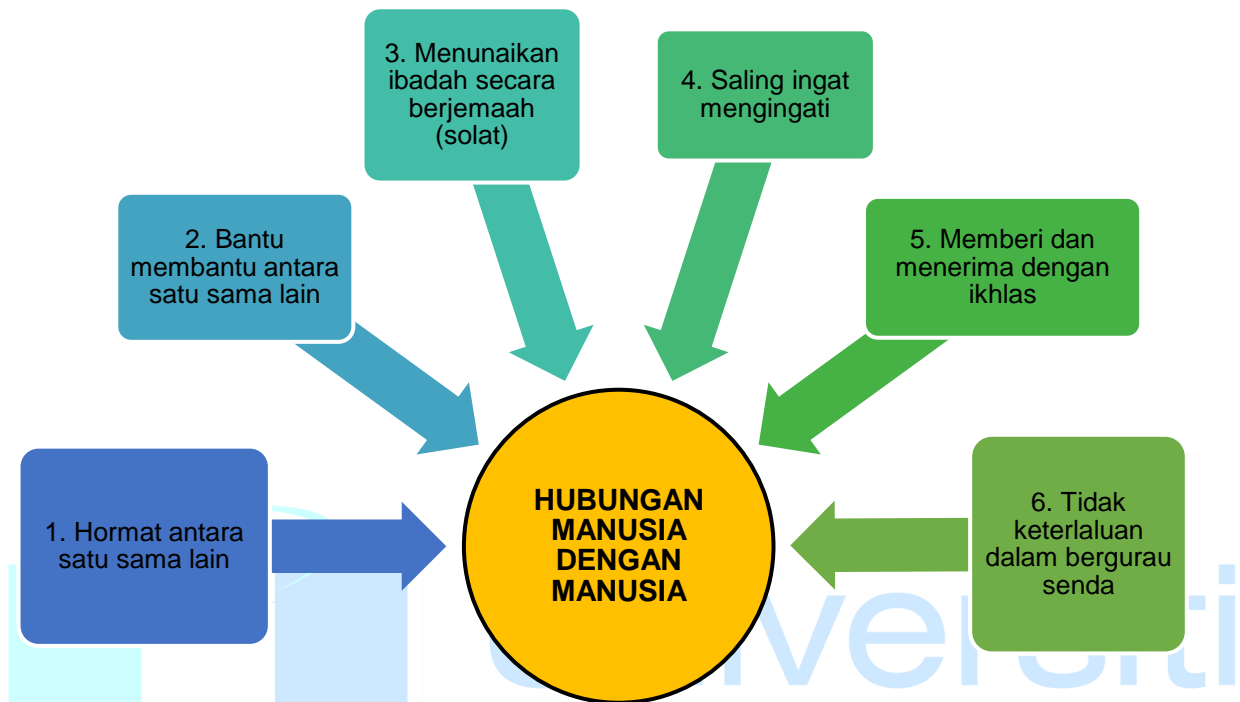 3. Menunaikan
ibadah secara
berjemaah
(solat)
4. Saling ingat
mengingati
2. Bantu
membantu antara
satu sama lain
5. Memberi dan
menerima dengan
ikhlas
1. Hormat antara
satu sama lain
HUBUNGAN
MANUSIA
DENGAN
MANUSIA
6. Tidak
keterlaluan
dalam bergurau
senda